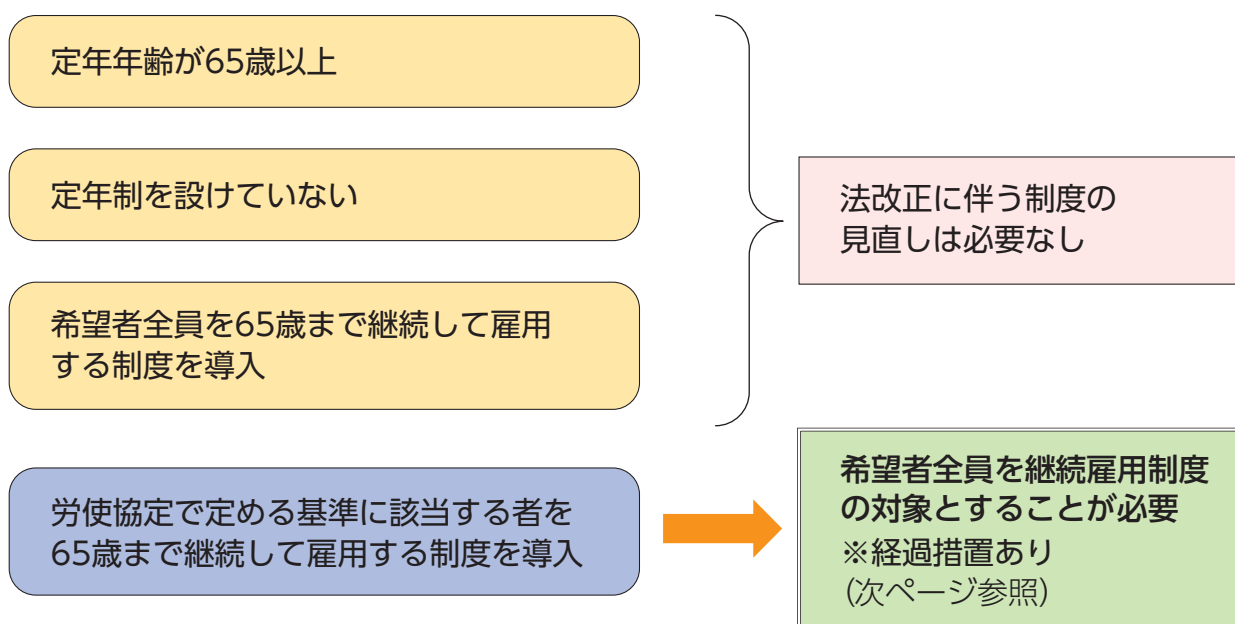 定年年齢が65歳以上
定年制を設けていない
希望者全員を65歳まで継続して雇用
する制度を導入
法改正に伴う制度の
見直しは必要なし
労使協定で定める基準に該当する者を
65歳まで継続して雇用する制度を導入
希望者全員を継続雇用制度
の対象とすることが必要
※経過措置あり
(次ページ参照)